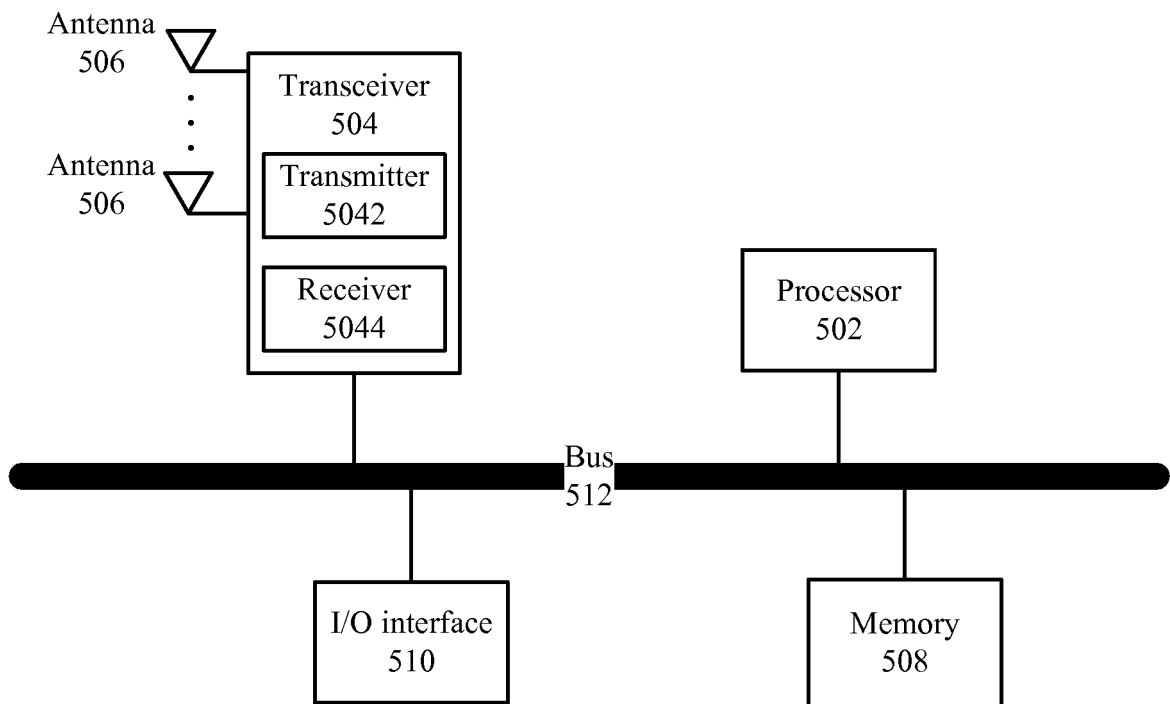 Antenna
506
Antenna
506
Transceiver
504
Transmitter
5042
Receiver
5044
Processor
502
Bus
512
I/O interface
510
Memory
508